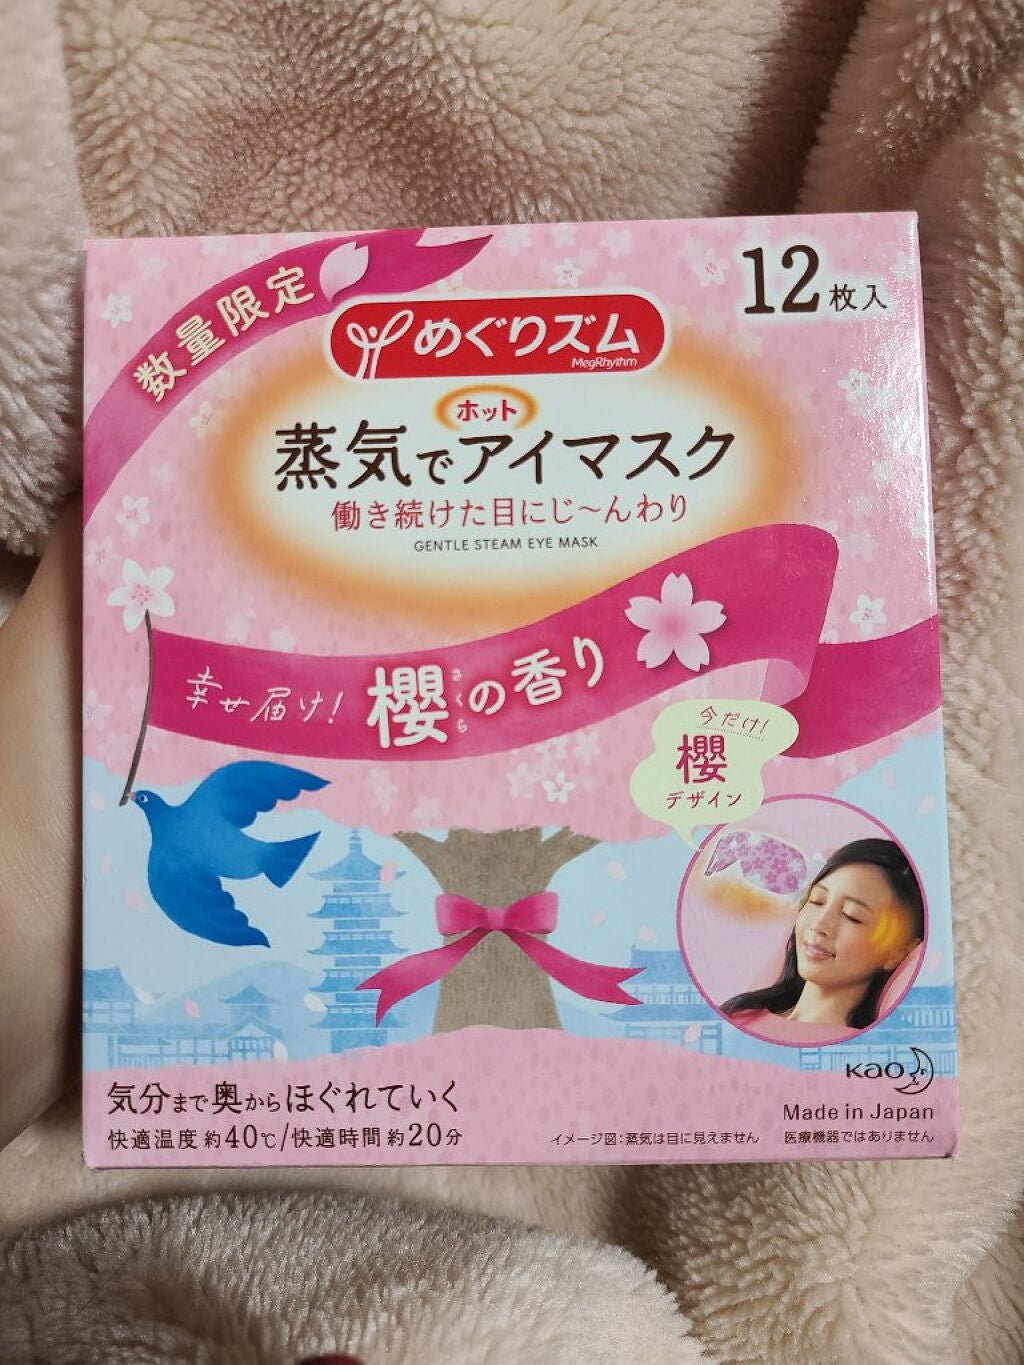 数量限定
12枚入
めぐりズム
MegRhythm
ホット
蒸気でアイマスク
働き続けた目にじ〜んわり
GENTLE STEAM EYE MASK
幸せ届け! 櫻の香り
さくら
今だけ!
櫻
デザイン
Kao
気分まで奥からほぐれていく
快適温度 約40℃/快適時間 約20分
イメージ図:蒸気は目に見えません
Made in Japan
医療機器ではありません